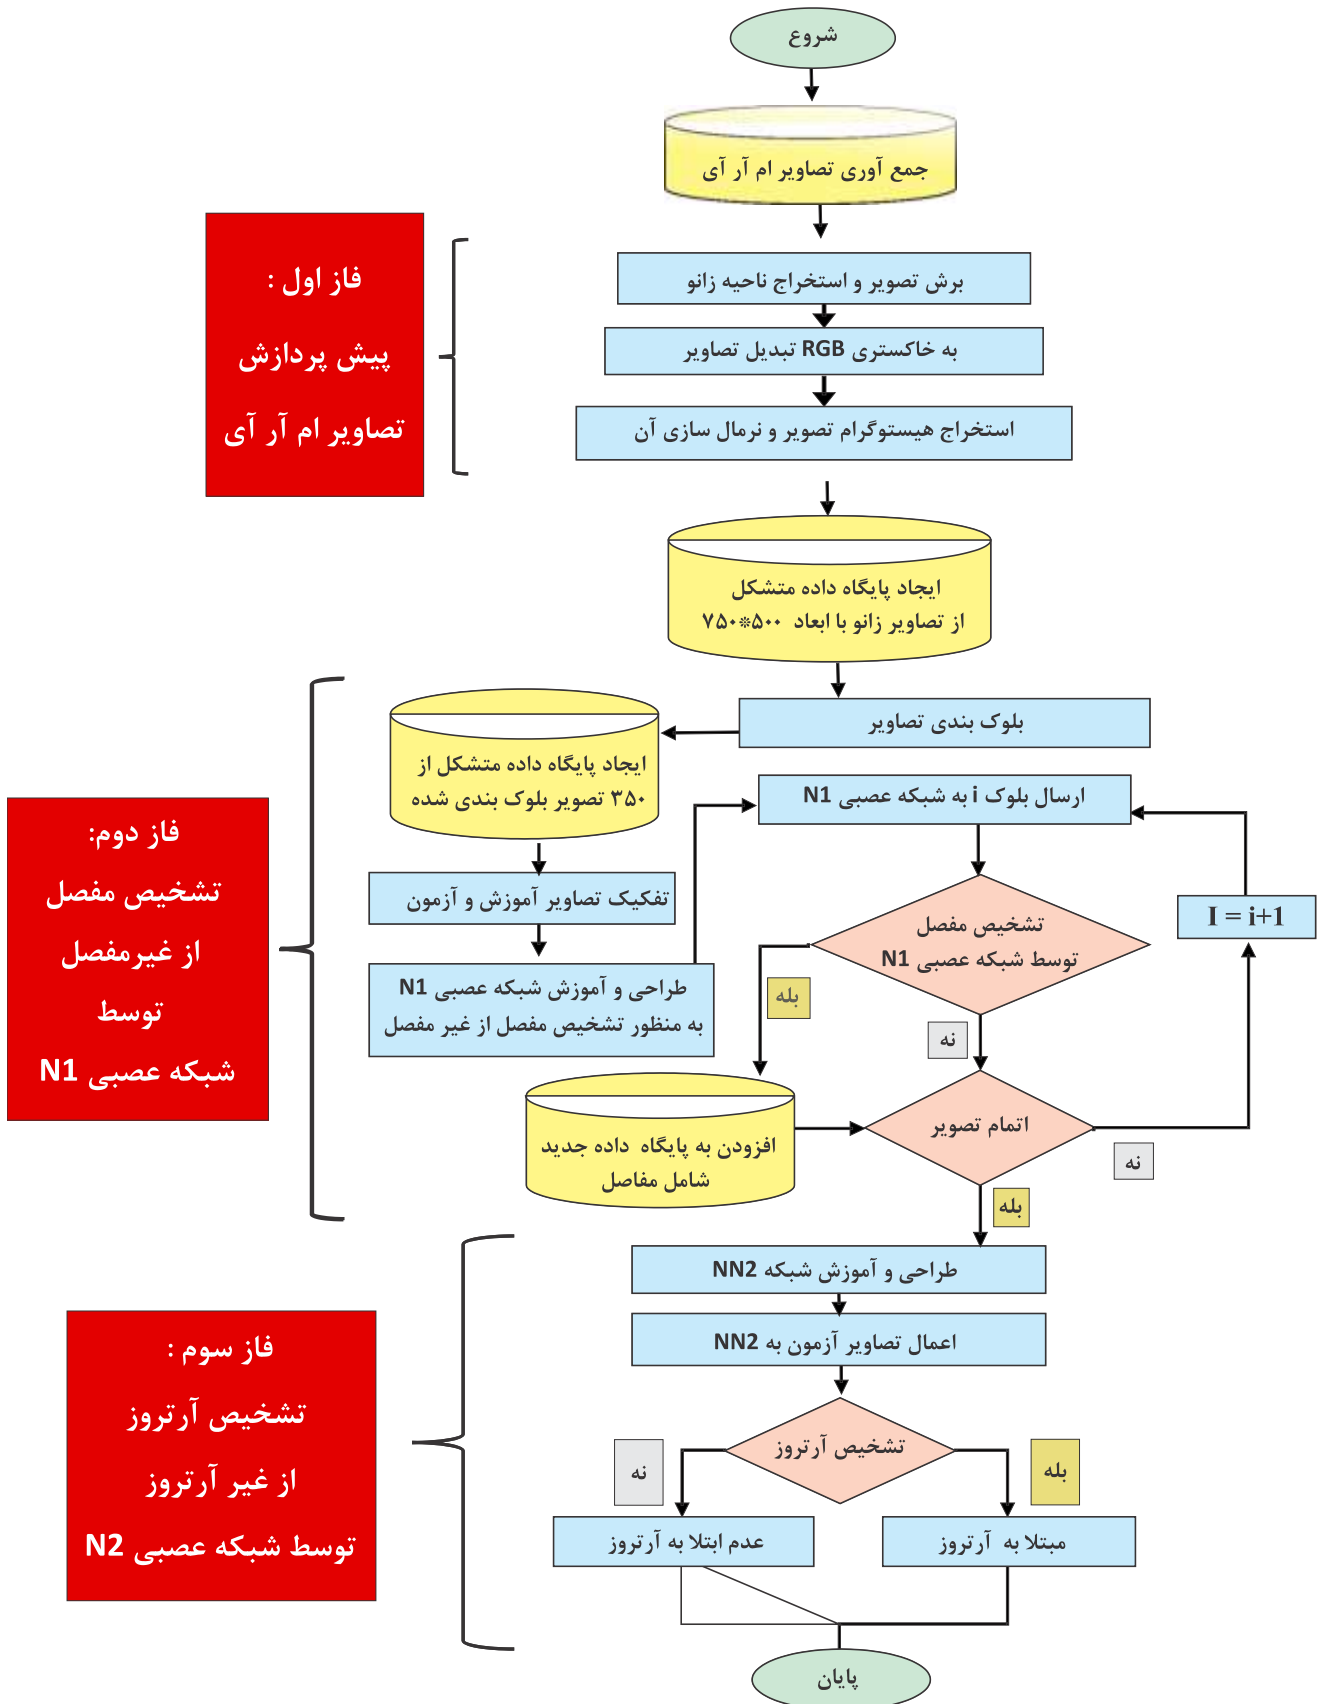 شروع
جمع آوری تصاویر ام آر آی
فاز اول :
پیش پردازش
تصاویر ام آر آی
برش تصویر و استخراج ناحیه زانو
به خاکستری RGB تبدیل تصاویر
استخراج هیستوگرام تصویر و نرمال سازی آن
ایجاد پایگاه داده متشکل
از تصاویر زانو با ابعاد ۵۰۰*۷۵۰
بلوک بندی تصاویر
ایجاد پایگاه داده متشکل از
۳۵۰ تصویر بلوک بندی شده
تفکیک تصاویر آموزش و آزمون
طراحی و آموزش شبکه عصبی N1
به منظور تشخیص مفصل از غیر مفصل
فاز دوم:
تشخیص مفصل
از غیرمفصل
توسط
شبکه عصبی N1
ارسال بلوک i به شبکه عصبی N1
تشخیص مفصل
توسط شبکه عصبی N1
I = i+1
بله
نه
افزودن به پایگاه داده جدید
شامل مفاصل
اتمام تصویر
نه
بله
طراحی و آموزش شبکه NN2
اعمال تصاویر آزمون به NN2
فاز سوم :
تشخیص آرتروز
از غیر آرتروز
توسط شبکه عصبی N2
تشخیص آرتروز
بله
نه
مبتلا به آرتروز
عدم ابتلا به آرتروز
پایان